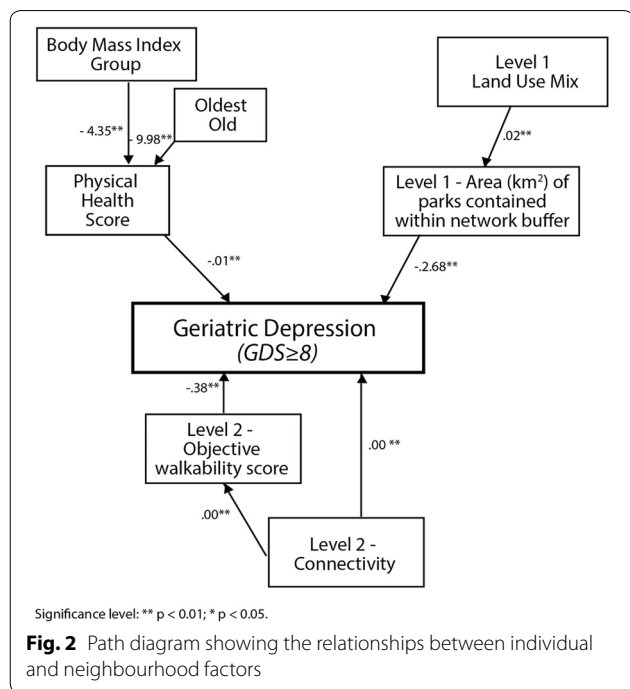 Body Mass Index
Group
Level 1
Land Use Mix
Oldest
Old
- 4.35**
- 9.98**
.02**
Physical
Health
Score
Level 1 - Area (km²) of
parks contained
within network buffer
-.01**
-.2.68**
Geriatric Depression
(GDS≥8)
-.38**
Level 2 -
Objective
walkability score
.00 **
.00**
Level 2 -
Connectivity
Significance level: ** p < 0.01; * p < 0.05.
Fig. 2 Path diagram showing the relationships between individual
and neighbourhood factors